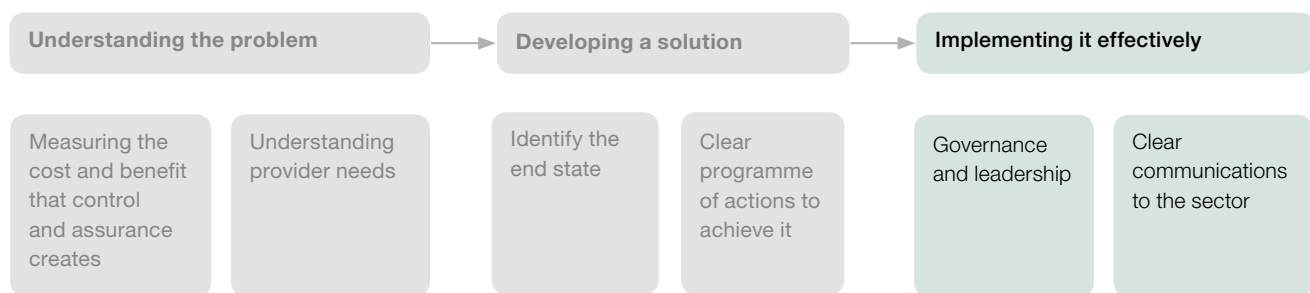 Understanding the problem
Developing a solution
Implementing it effectively
Measuring the
cost and benefit
that control
and assurance
creates
Understanding
provider needs
Identify the
end state
Clear
programme
of actions to
achieve it
Governance
and leadership
Clear
communications
to the sector